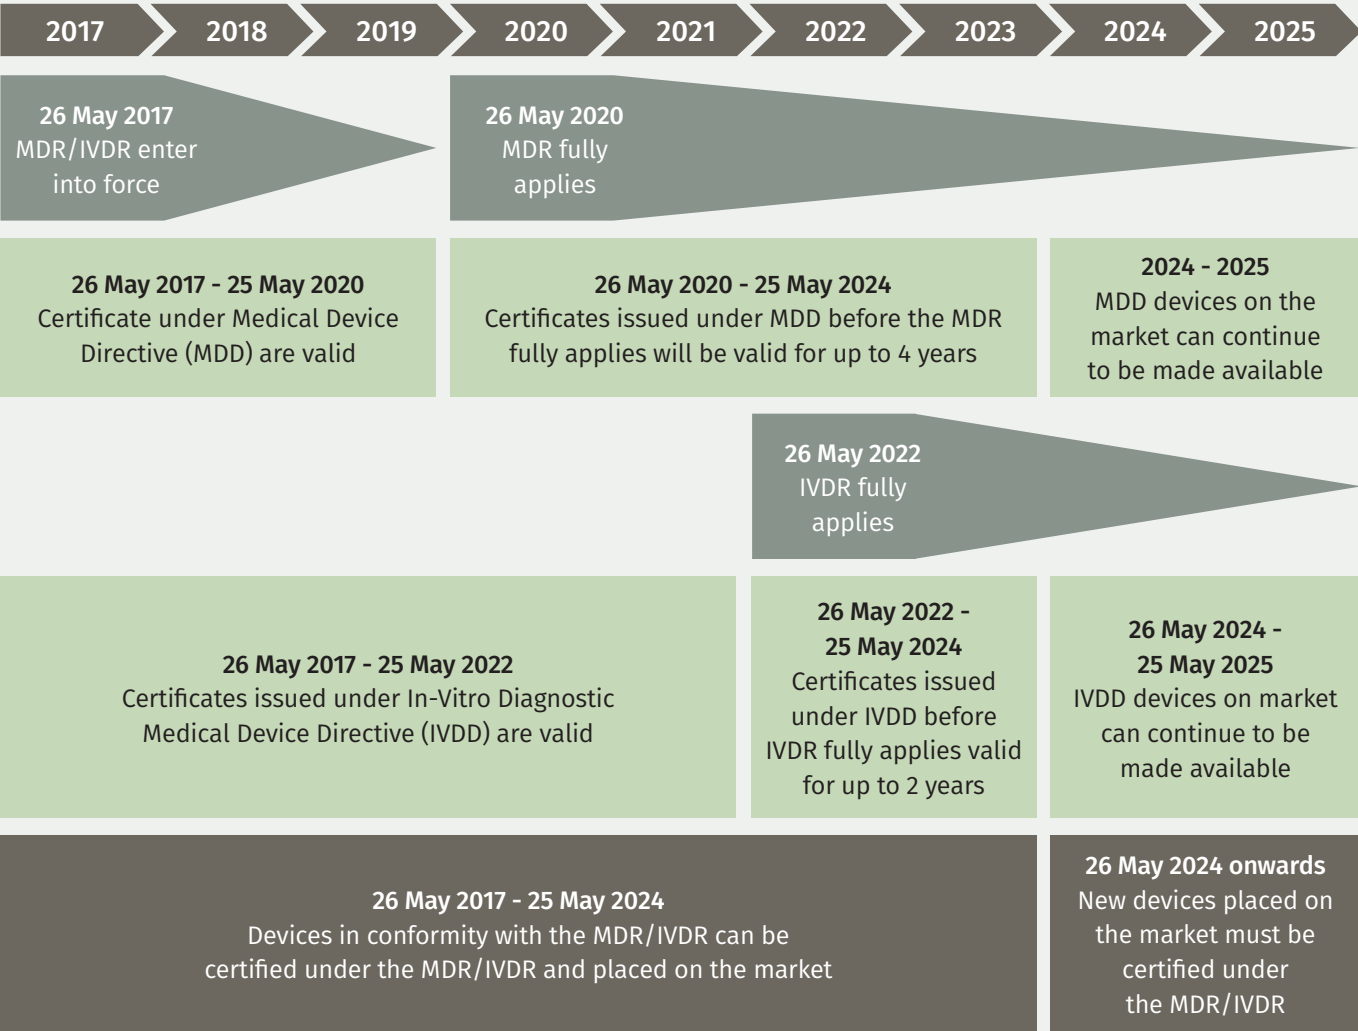 2017 2018 2019 2020 2021 2022 2023 2024 2025
26 May 2017
MDR/IVDR enter
into force
26 May 2020
MDR fully
applies
26 May 2017 - 25 May 2020
Certificate under Medical Device
Directive (MDD) are valid
26 May 2020 - 25 May 2024
Certificates issued under MDD before the MDR
fully applies will be valid for up to 4 years
2024 - 2025
MDD devices on the
market can continue
to be made available
26 May 2022
IVDR fully
applies
26 May 2017 - 25 May 2022
Certificates issued under In-Vitro Diagnostic
Medical Device Directive (IVDD) are valid
26 May 2022 -
25 May 2024
Certificates issued
under IVDD before
IVDR fully applies valid
for up to 2 years
26 May 2024 -
25 May 2025
IVDD devices on market
can continue to be
made available
26 May 2017 - 25 May 2024
Devices in conformity with the MDR/IVDR can be
certified under the MDR/IVDR and placed on the market
26 May 2024 onwards
New devices placed on
the market must be
certified under
the MDR/IVDR